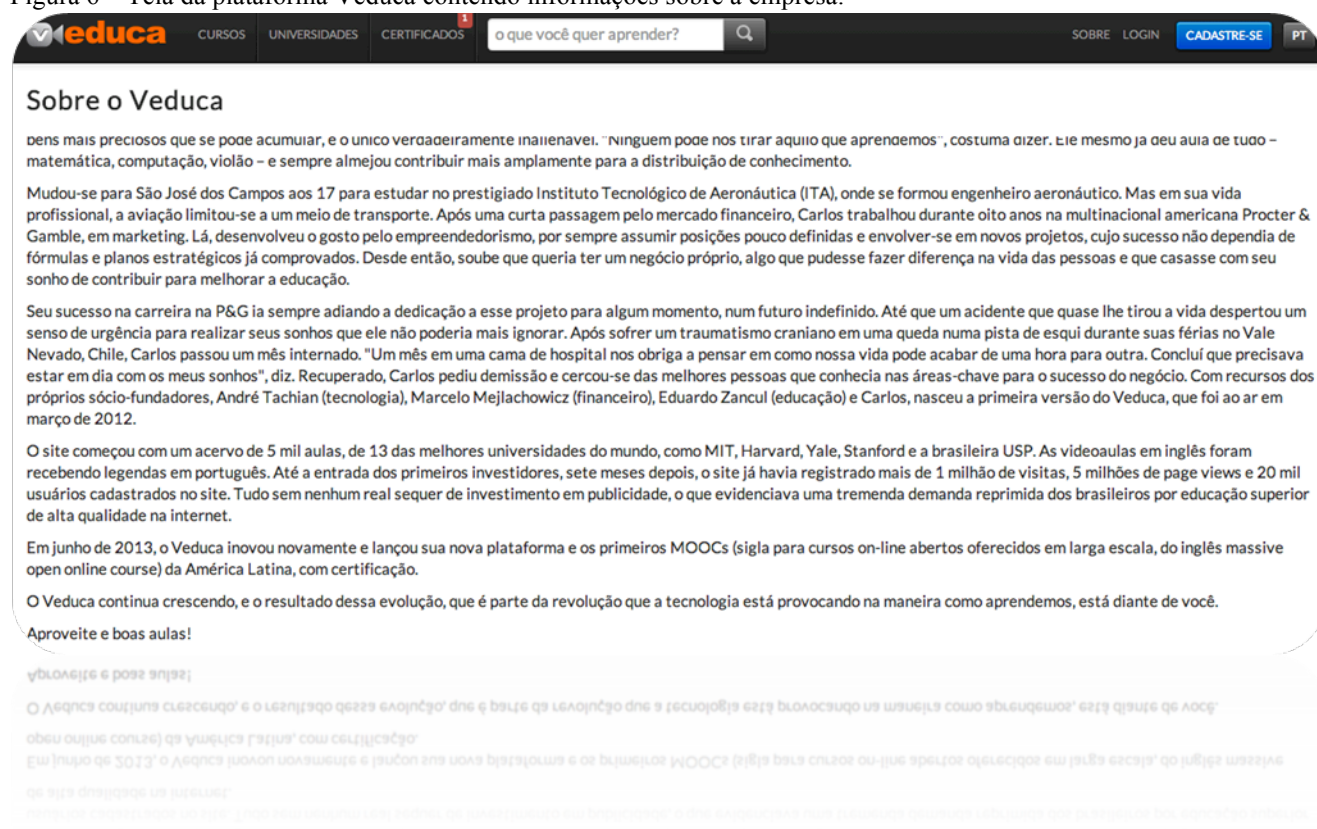 Figura 6 – Tela da plataforma Veduca contendo informações sobre a empresa.
veduca CURSOS UNIVERSIDADES CERTIFICADOS 1 o que você quer aprender? SOBRE LOGIN CADASTRE-SE PT
Sobre o Veduca
bens mais preciosos que se pode acumular, e o único verdadeiramente inalienável. "Ninguém pode nos tirar aquilo que aprendemos", costuma dizer. Ele mesmo já deu aula de tudo –
matemática, computação, violão – e sempre almejou contribuir mais amplamente para a distribuição de conhecimento.
Mudou-se para São José dos Campos aos 17 para estudar no prestigiado Instituto Tecnológico de Aeronáutica (ITA), onde se formou engenheiro aeronáutico. Mas em sua vida
profissional, a aviação limitou-se a um meio de transporte. Após uma curta passagem pelo mercado financeiro, Carlos trabalhou durante oito anos na multinacional americana Procter &
Gamble, em marketing. Lá, desenvolveu o gosto pelo empreendedorismo, por sempre assumir posições pouco definidas e envolver-se em novos projetos, cujo sucesso não dependia de
fórmulas e planos estratégicos já comprovados. Desde então, soube que queria ter um negócio próprio, algo que pudesse fazer diferença na vida das pessoas e que casasse com seu
sonho de contribuir para melhorar a educação.
Seu sucesso na carreira na P&G ia sempre adiando a dedicação a esse projeto para algum momento, num futuro indefinido. Até que um acidente que quase lhe tirou a vida despertou um
senso de urgência para realizar seus sonhos que ele não poderia mais ignorar. Após sofrer um traumatismo craniano em uma queda numa pista de esqui durante suas férias no Vale
Nevado, Chile, Carlos passou um mês internado. "Um mês em uma cama de hospital nos obriga a pensar em como nossa vida pode acabar de uma hora para outra. Concluí que precisava
estar em dia com os meus sonhos", diz. Recuperado, Carlos pediu demissão e cercou-se das melhores pessoas que conhecia nas áreas-chave para o sucesso do negócio. Com recursos dos
próprios sócio-fundadores, André Tachian (tecnologia), Marcelo Mejlachowicz (financeiro), Eduardo Zancul (educação) e Carlos, nasceu a primeira versão do Veduca, que foi ao ar em
março de 2012.
O site começou com um acervo de 5 mil aulas, de 13 das melhores universidades do mundo, como MIT, Harvard, Yale, Stanford e a brasileira USP. As videoaulas em inglês foram
recebendo legendas em português. Até a entrada dos primeiros investidores, sete meses depois, o site já havia registrado mais de 1 milhão de visitas, 5 milhões de page views e 20 mil
usuários cadastrados no site. Tudo sem nenhum real sequer de investimento em publicidade, o que evidenciava uma tremenda demanda reprimida dos brasileiros por educação superior
de alta qualidade na internet.
Em junho de 2013, o Veduca inovou novamente e lançou sua nova plataforma e os primeiros MOOCs (sigla para cursos on-line abertos oferecidos em larga escala, do inglês massive
open online course) da América Latina, com certificação.
O Veduca continua crescendo, e o resultado dessa evolução, que é parte da revolução que a tecnologia está provocando na maneira como aprendemos, está diante de você.
Aproveite e boas aulas!